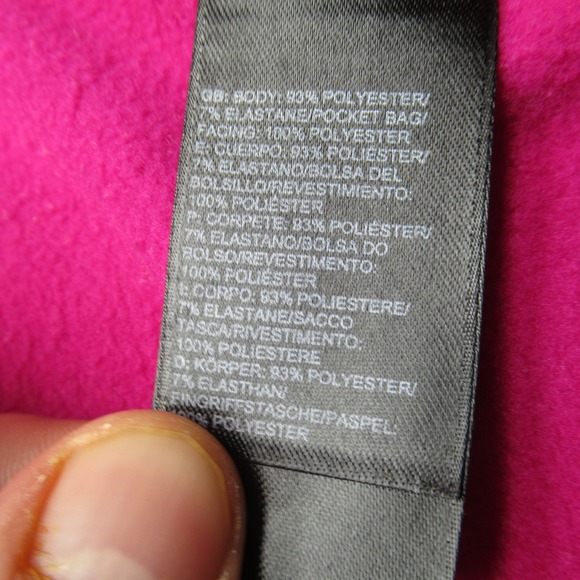 GB: BODY: 93% POLYESTER/
7% ELASTANE/POCKET BAG/
FACING: 100% POLYESTER
E: CUERPO: 93% POLIÉSTER/
7% ELASTANO/BOLSA DEL
BOLSILLO/REVESTIMIENTO:
100% POLIÉSTER
P: CORPETE: 93% POLIÉSTER/
7% ELASTANO/BOLSA DO
BOLSO/REVESTIMENTO:
100% POLIÉSTER
I: CORPO: 93% POLIESTERE/
7% ELASTANE/SACCO
TASCA/RIVESTIMENTO:
100% POLIESTERE
D: KÖRPER: 93% POLYESTER/
7% ELASTHAN/
EINGRIFFSTASCHE/PASPEL:
POLYESTER